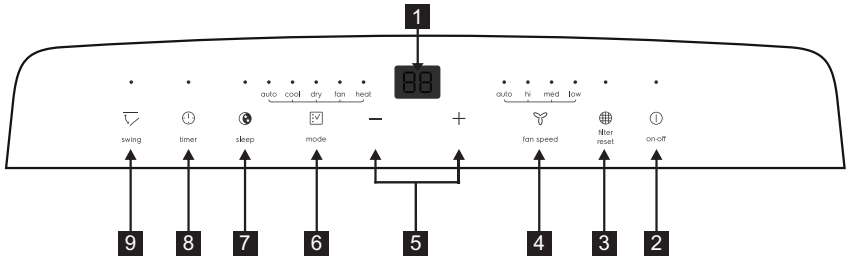 1
88
auto cool dry fan heat
auto hi med low
swing
timer
sleep
mode
fan speed
filter
reset
on·off
9
8
7
6
5
4
3
2